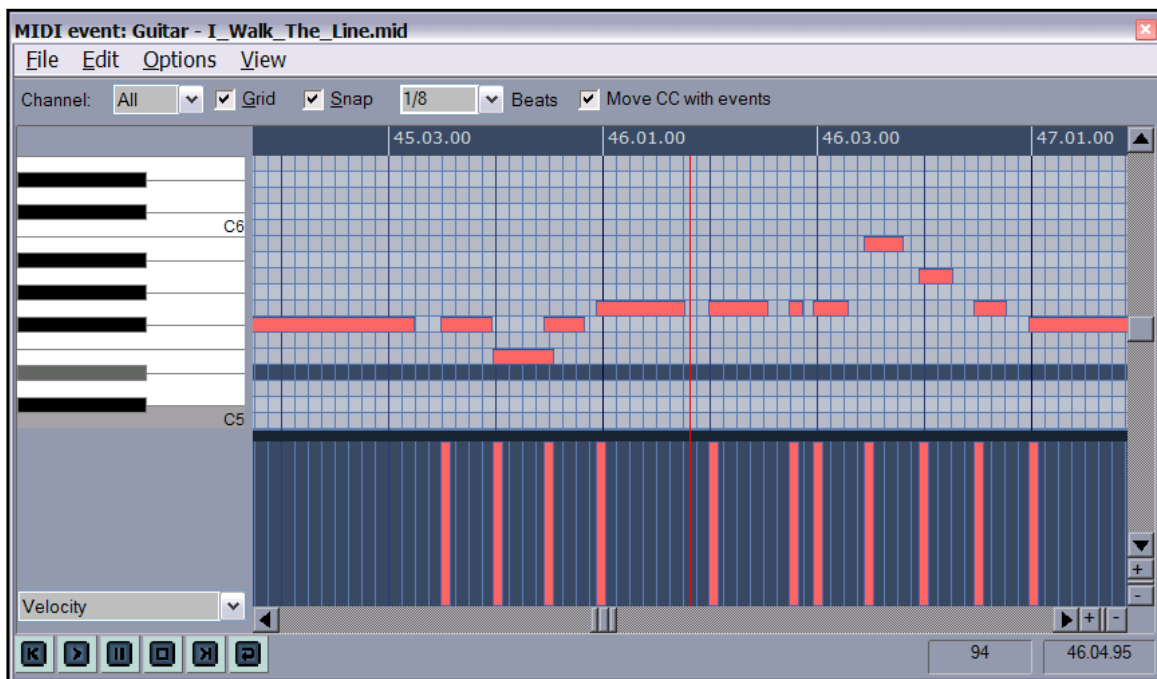 MIDI event: Guitar - I_Walk_The_Line.mid
File Edit Options View
Channel: All Grid Snap 1/8 Beats Move CC with events
45.03.00 46.01.00 46.03.00 47.01.00
C6
C5
Velocity
94 46.04.95